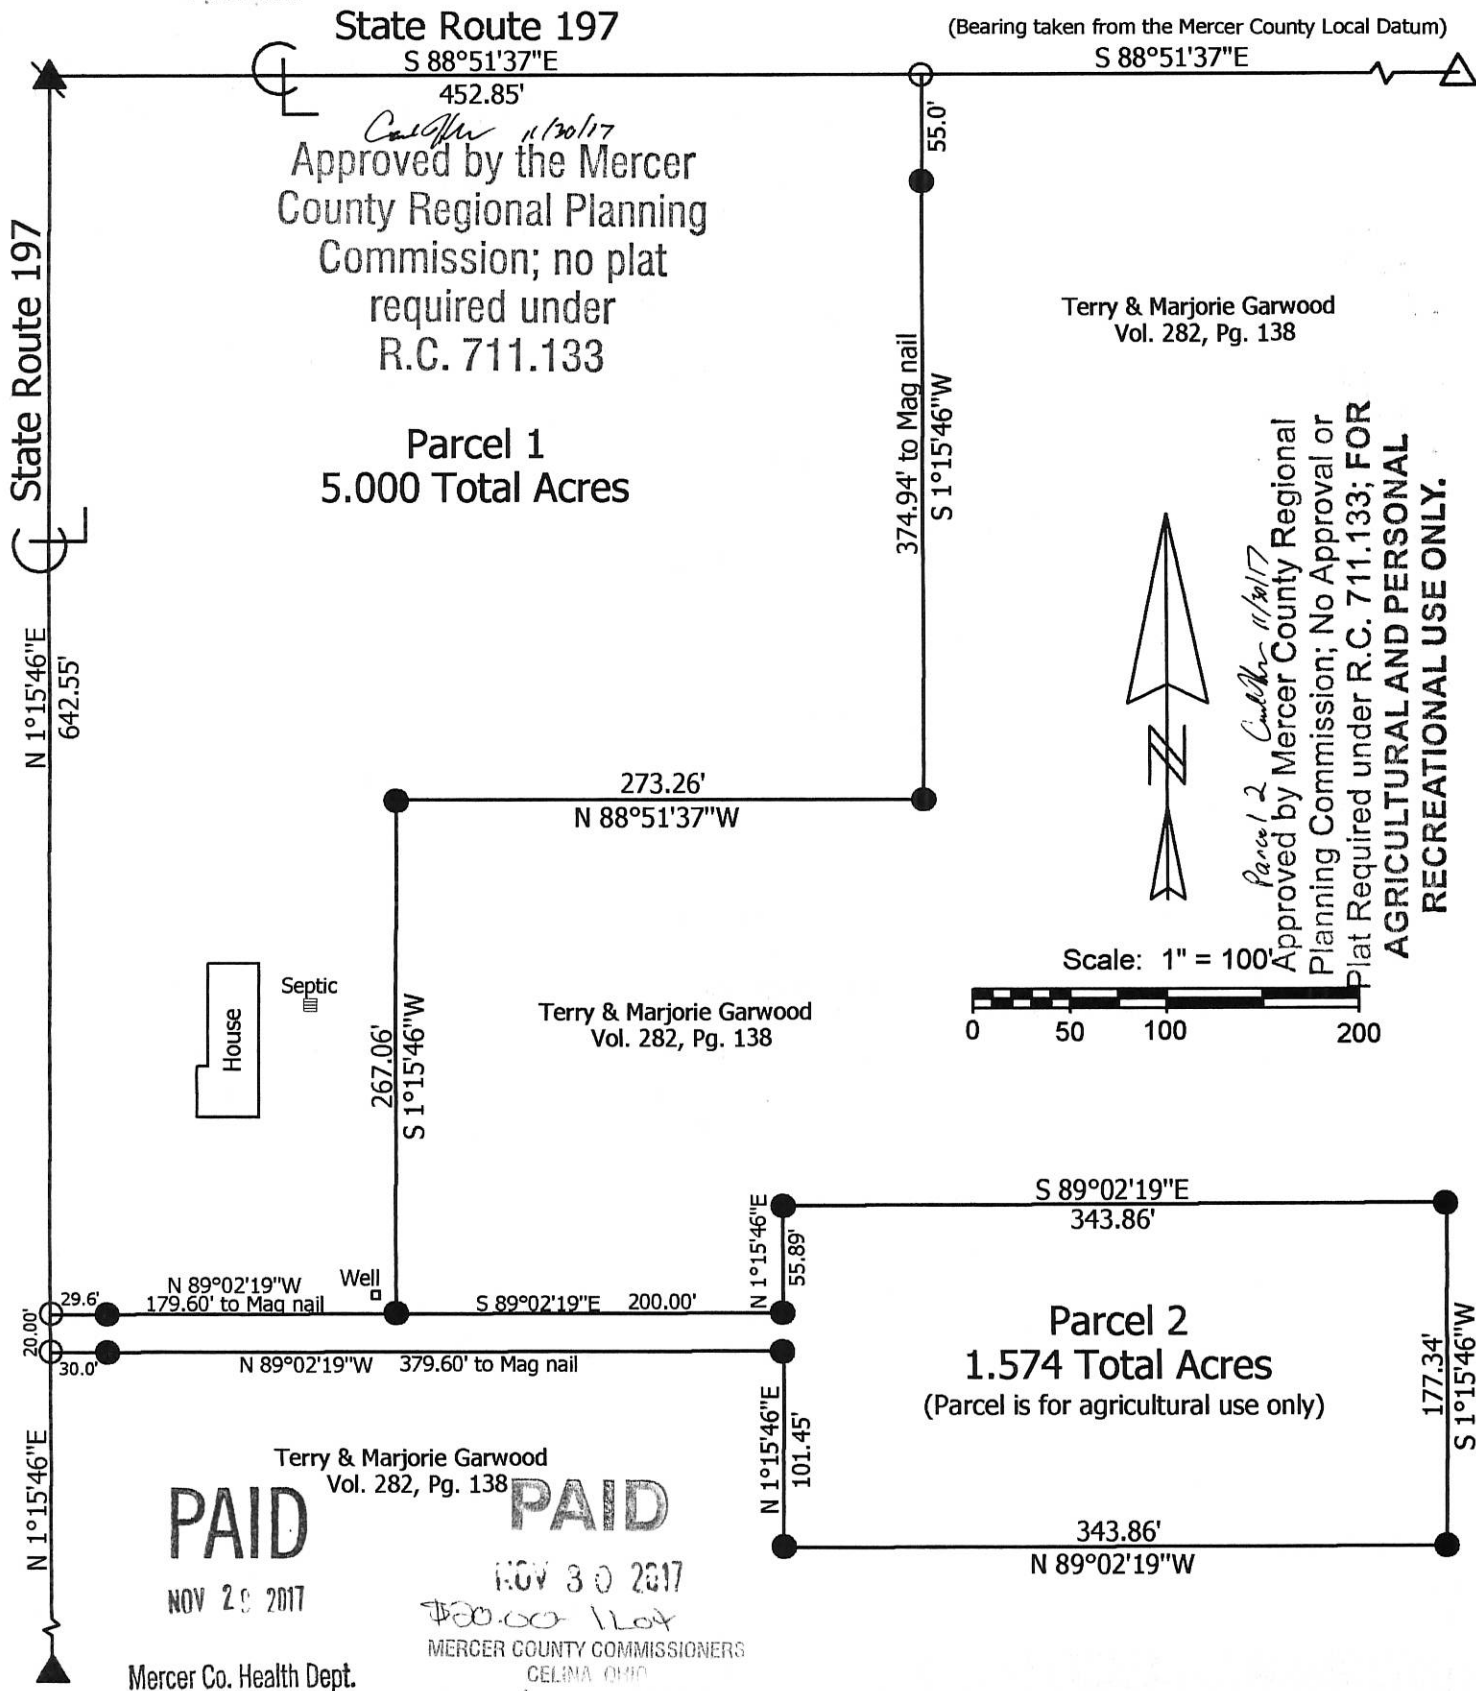 State Route 197
(Bearing taken from the Mercer County Local Datum)
S 88°51'37"E
452.85'
S 88°51'37"E
11/30/17
Approved by the Mercer
County Regional Planning
Commission; no plat
required under
R.C. 711.133
55.0'
State Route 197
Parcel 1
5.000 Total Acres
374.94' to Mag nail
S 1°15'46"W
Terry & Marjorie Garwood
Vol. 282, Pg. 138
Parcel 2 11/30/17
Approved by Mercer County Regional
Planning Commission; No Approval or
Plat Required under R.C. 711.133; FOR
AGRICULTURAL AND PERSONAL
RECREATIONAL USE ONLY.
N 1°15'46"E
642.55'
273.26'
N 88°51'37"W
N
Scale: 1" = 100'
0 50 100 200
House
Septic
267.06'
S 1°15'46"W
Terry & Marjorie Garwood
Vol. 282, Pg. 138
N 1°15'46"E
55.89'
S 89°02'19"E
343.86'
29.6'
N 89°02'19"W
179.60' to Mag nail
Well
S 89°02'19"E 200.00'
20.00'
30.0'
N 89°02'19"W 379.60' to Mag nail
Parcel 2
1.574 Total Acres
(Parcel is for agricultural use only)
177.34'
S 1°15'46"W
N 1°15'46"E
101.45'
343.86'
N 89°02'19"W
N 1°15'46"E
Terry & Marjorie Garwood
Vol. 282, Pg. 138
PAID
NOV 2 2017
Mercer Co. Health Dept.
PAID
NOV 30 2017
$20.00 1 Lot
MERCER COUNTY COMMISSIONERS
CELINA OHIO